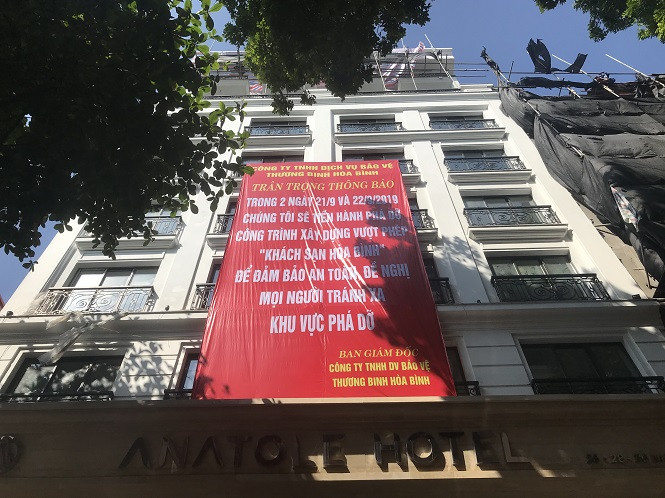 CÔNG TY TNHH DỊCH VỤ BẢO VỆ
THƯƠNG BINH HÒA BÌNH
TRÂN TRỌNG THÔNG BÁO
TRONG 2 NGÀY 21/9 VÀ 22/9/2019
CHÚNG TÔI SẼ TIẾN HÀNH PHÁ DỠ
CÔNG TRÌNH XÂY DỰNG VƯỢT PHÉP
"KHÁCH SẠN HÒA BÌNH"
ĐỂ ĐẢM BẢO AN TOÀN, ĐỀ NGHỊ
MỌI NGƯỜI TRÁNH XA
KHU VỰC PHÁ DỠ
BAN GIÁM ĐỐC
CÔNG TY TNHH DV BẢO VỆ
THƯƠNG BINH HÒA BÌNH
ANATOLE HOTEL